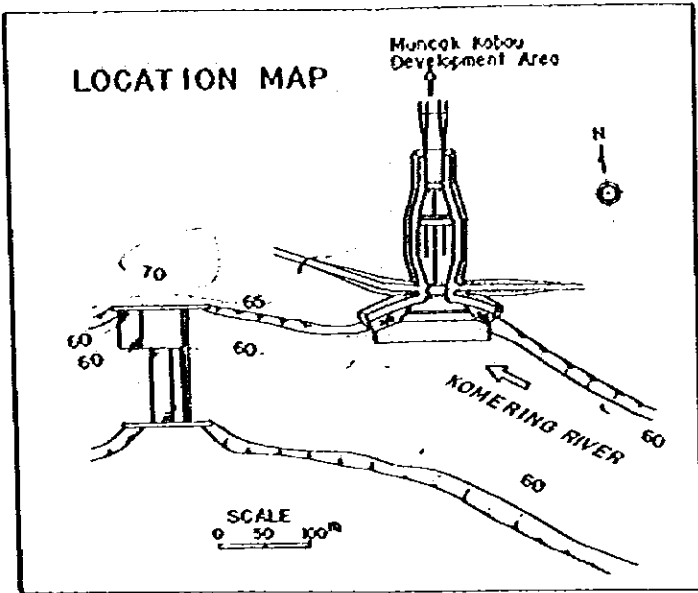 Muncak Kabau
Development Area
LOCATION MAP
N
70
65
60
60
60
KOMERING RIVER
60
60
SCALE
0 50 100m